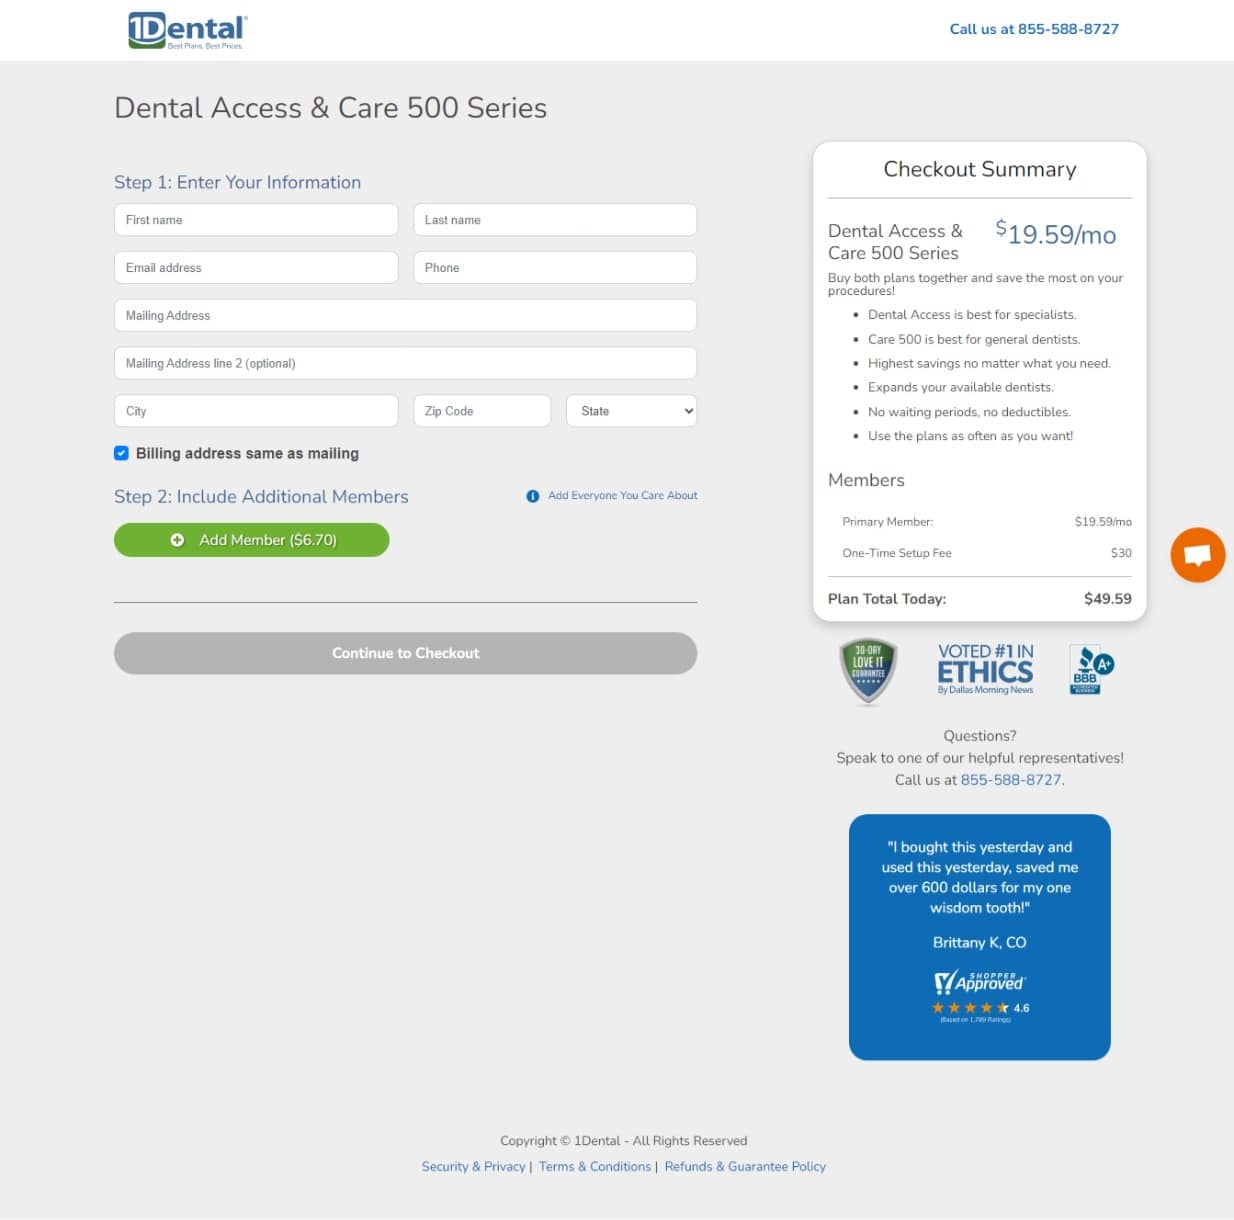 1Dental®
Best Plans. Best Prices.
Call us at 855-588-8727
Dental Access & Care 500 Series
Step 1: Enter Your Information
First name
Last name
Email address
Phone
Mailing Address
Mailing Address line 2 (optional)
City
Zip Code
State
Billing address same as mailing
Step 2: Include Additional Members
Add Everyone You Care About
Add Member ($6.70)
Continue to Checkout
Checkout Summary
Dental Access &
Care 500 Series
$19.59/mo
Buy both plans together and save the most on your
procedures!
Dental Access is best for specialists.
Care 500 is best for general dentists.
Highest savings no matter what you need.
Expands your available dentists.
No waiting periods, no deductibles.
Use the plans as often as you want!
Members
Primary Member:
$19.59/mo
One-Time Setup Fee
$30
Plan Total Today:
$49.59
30-DAY
LOVE IT
GUARANTEE
VOTED #1 IN
ETHICS
By Dallas Morning News
BBB
ACCREDITED
BUSINESS
A+
Questions?
Speak to one of our helpful representatives!
Call us at 855-588-8727.
"I bought this yesterday and
used this yesterday, saved me
over 600 dollars for my one
wisdom tooth!"
Brittany K, CO
SHOPPER
Approved
4.6
(Based on 1,789 Ratings)
Copyright © 1Dental - All Rights Reserved
Security & Privacy | Terms & Conditions | Refunds & Guarantee Policy